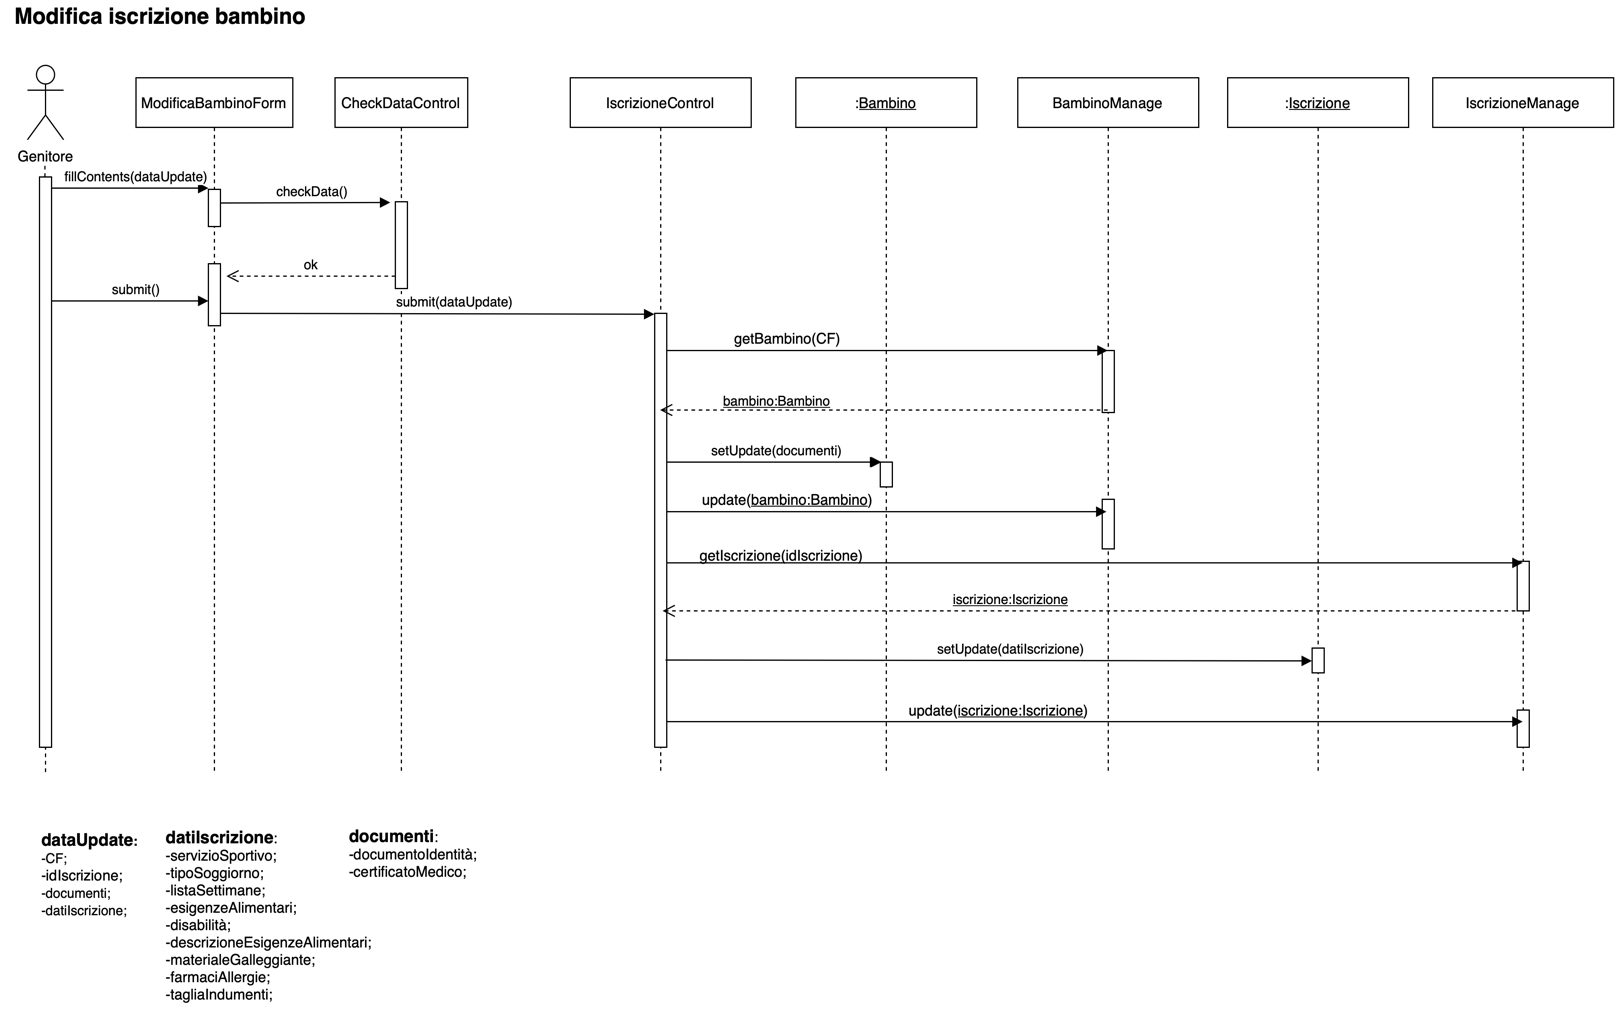 Modifica iscrizione bambino
Genitore
ModificaBambinoForm
CheckDataControl
IscrizioneControl
:Bambino
BambinoManage
:Iscrizione
IscrizioneManage
fillContents(dataUpdate)
checkData()
ok
submit()
submit(dataUpdate)
getBambino(CF)
bambino:Bambino
setUpdate(documenti)
update(bambino:Bambino)
getIscrizione(idIscrizione)
iscrizione:Iscrizione
setUpdate(datiIscrizione)
update(iscrizione:Iscrizione)
dataUpdate:
-CF;
-idIscrizione;
-documenti;
-datiIscrizione;
datiIscrizione:
-servizioSportivo;
-tipoSoggiorno;
-listaSettimane;
-esigenzeAlimentari;
-disabilità;
-descrizioneEsigenzeAlimentari;
-materialeGalleggiante;
-farmaciAllergie;
-tagliaIndumenti;
documenti:
-documentoIdentità;
-certificatoMedico;